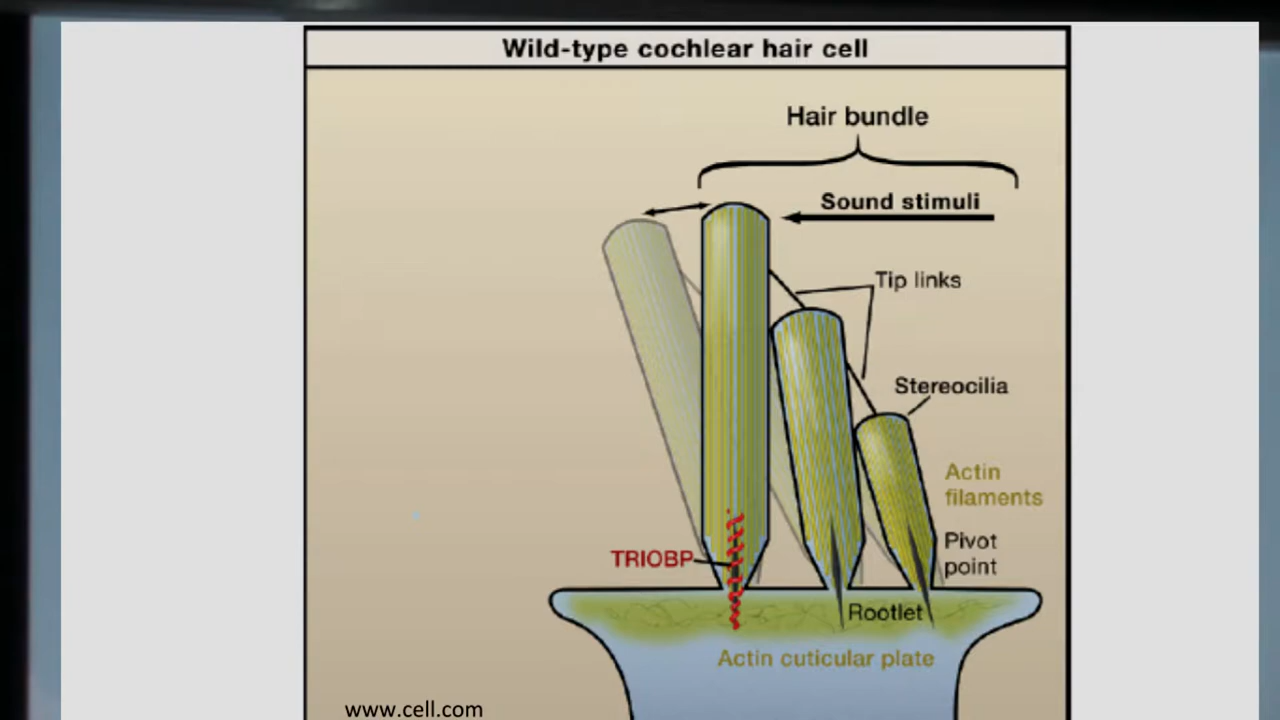 Wild-type cochlear hair cell
Hair bundle
Sound stimuli
Tip links
Stereocilia
Actin
filaments
Pivot
point
TRIOBP
Rootlet
Actin cuticular plate
www.cell.com